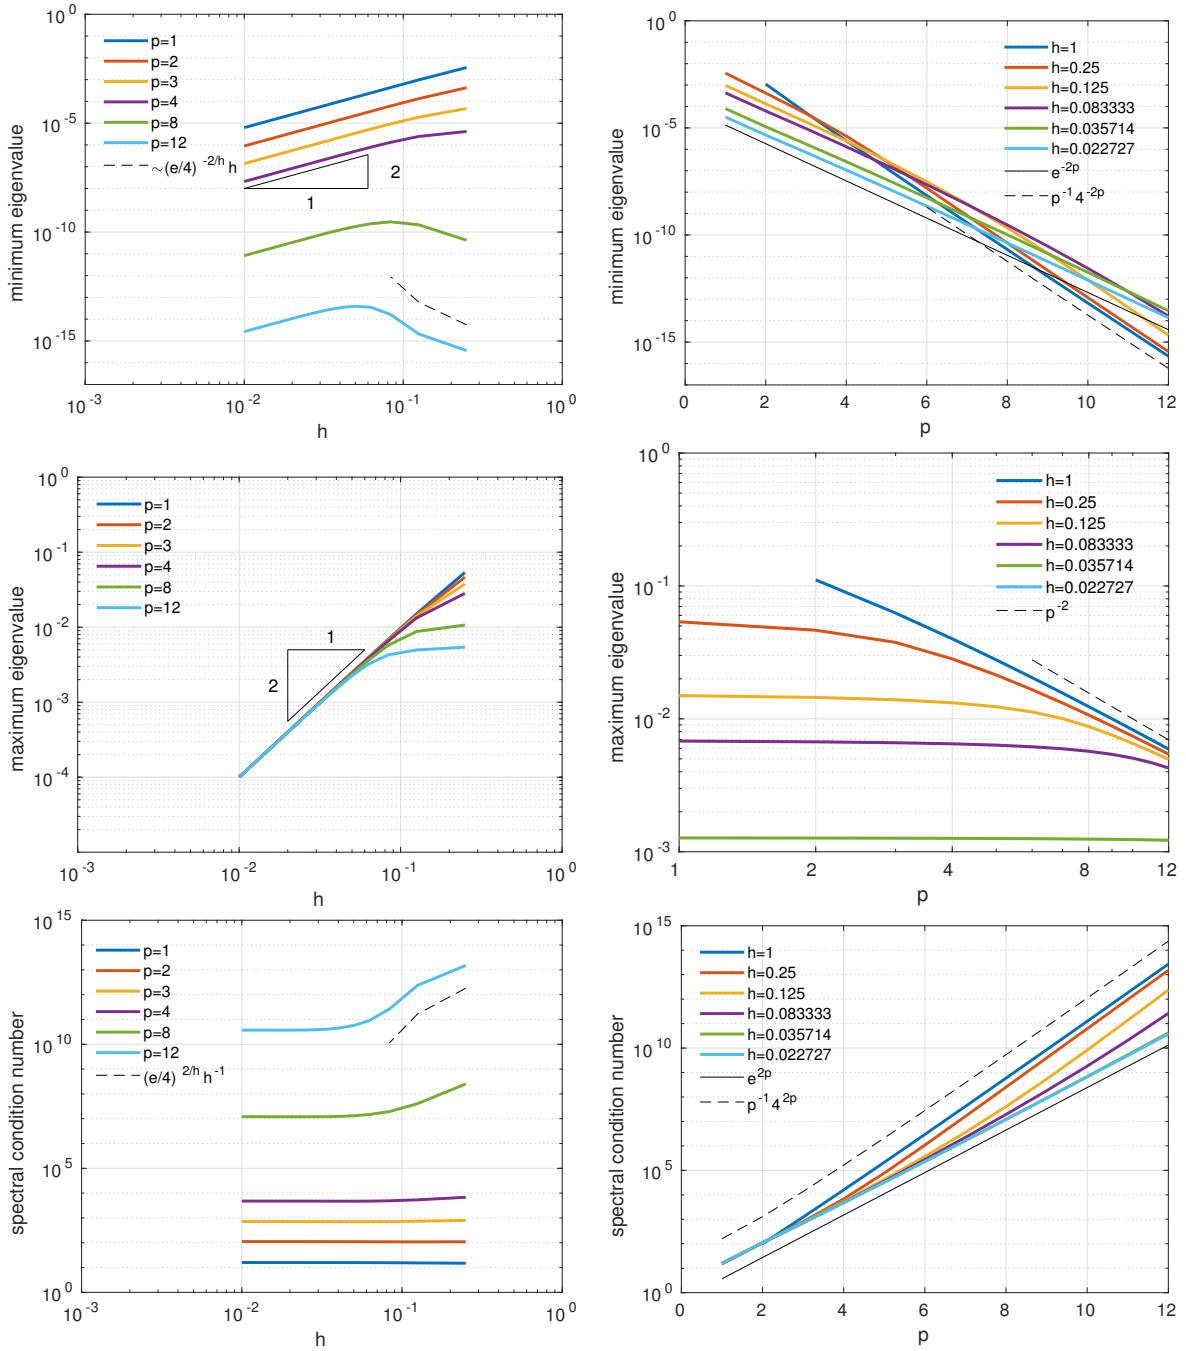 minimum eigenvalue
10^0
10^-5
10^-10
10^-15
p=1
p=2
p=3
p=4
p=8
p=12
~(e/4)^-2/h h
2
1
10^-3
10^-2
10^-1
10^0
h
minimum eigenvalue
10^0
10^-5
10^-10
10^-15
h=1
h=0.25
h=0.125
h=0.083333
h=0.035714
h=0.022727
e^-2p
p^-1 4^-2p
0
2
4
6
8
10
12
p
maximum eigenvalue
10^0
10^-1
10^-2
10^-3
10^-4
p=1
p=2
p=3
p=4
p=8
p=12
1
2
10^-3
10^-2
10^-1
10^0
h
maximum eigenvalue
10^0
10^-1
10^-2
10^-3
h=1
h=0.25
h=0.125
h=0.083333
h=0.035714
h=0.022727
p^-2
1
2
4
8
12
p
spectral condition number
10^15
10^10
10^5
10^0
p=1
p=2
p=3
p=4
p=8
p=12
(e/4)^2/h h^-1
10^-3
10^-2
10^-1
10^0
h
spectral condition number
10^15
10^10
10^5
10^0
h=1
h=0.25
h=0.125
h=0.083333
h=0.035714
h=0.022727
e^2p
p^-1 4^2p
0
2
4
6
8
10
12
p